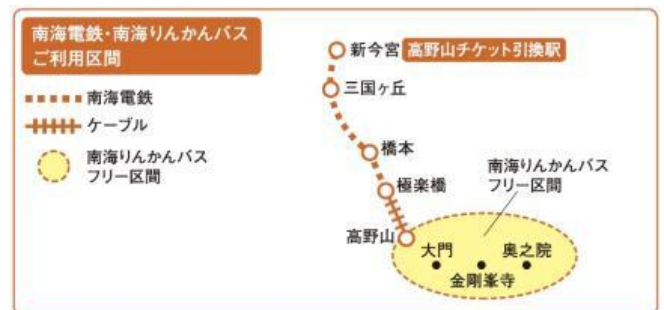 南海電鉄・南海りんかんバス
ご利用区間
南海電鉄
ケーブル
南海りんかんバス
フリー区間
新今宮 高野山チケット引換駅
三国ヶ丘
橋本
極楽橋
高野山
南海りんかんバス
フリー区間
大門
奥之院
金剛峯寺